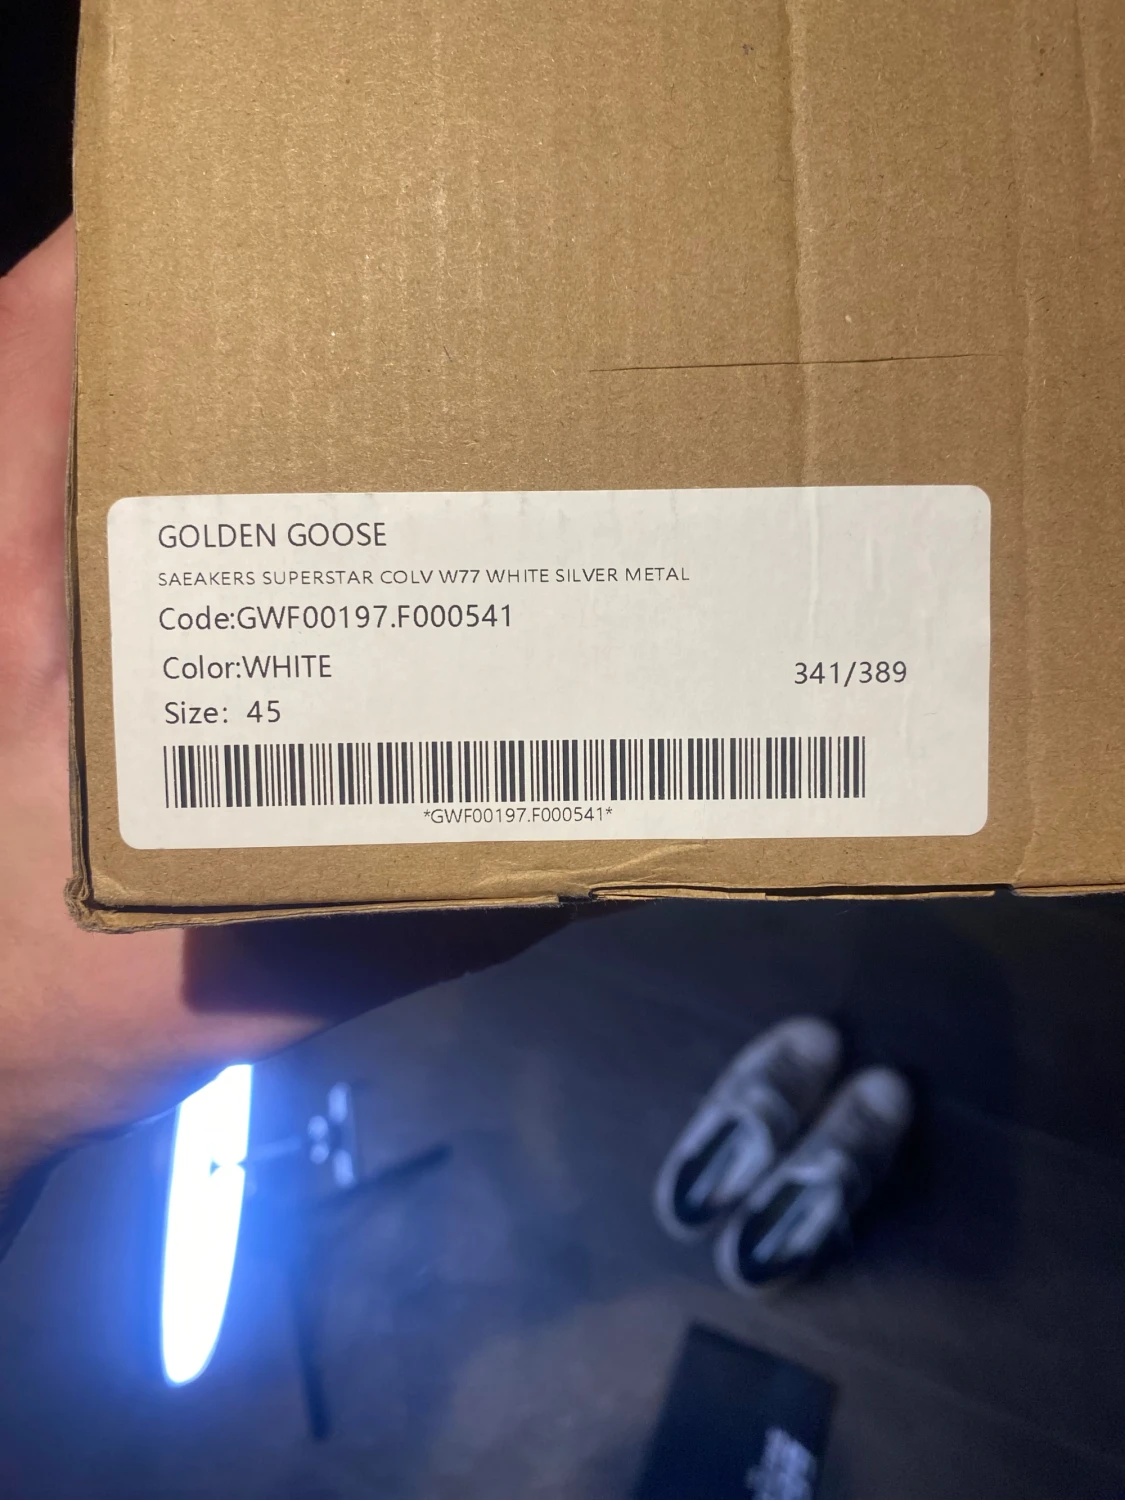 GOLDEN GOOSE
SAEAKERS SUPERSTAR COLV W77 WHITE SILVER METAL
Code:GWF00197.F000541
Color:WHITE
341/389
Size: 45
*GWF00197.F000541*